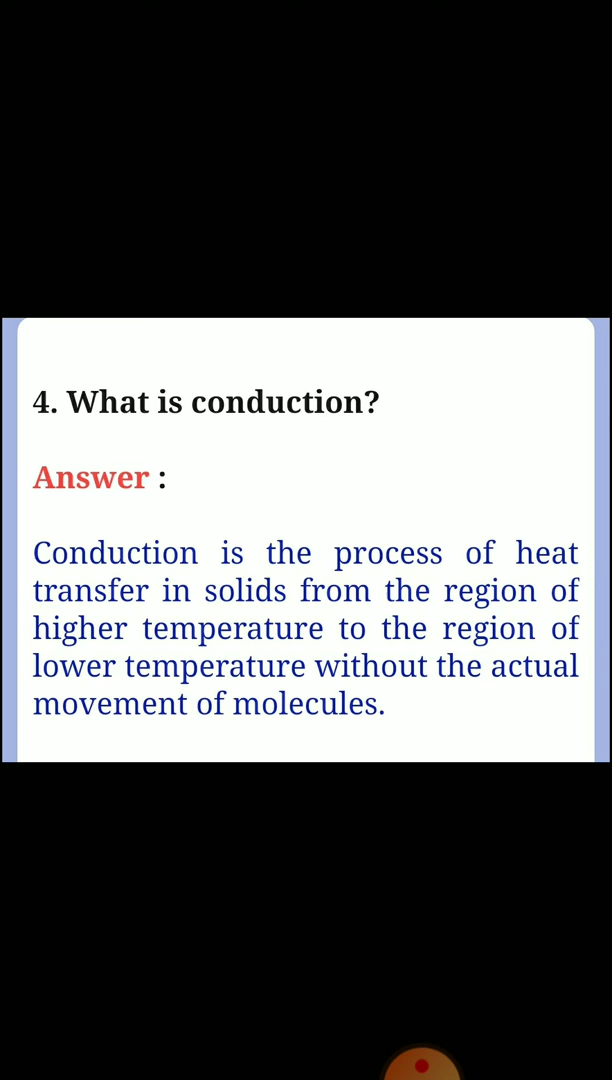 4. What is conduction?
Answer :
Conduction is the process of heat
transfer in solids from the region of
higher temperature to the region of
lower temperature without the actual
movement of molecules.